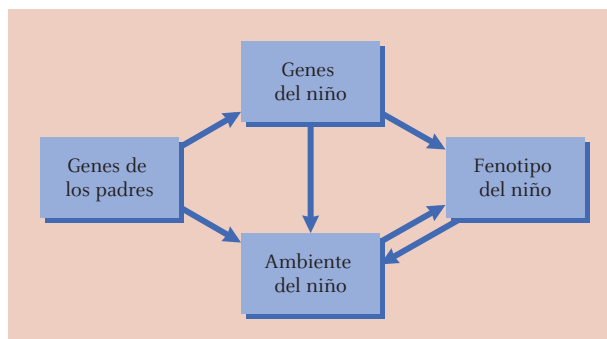 Genes
del niño
Genes de
los padres
Fenotipo
del niño
Ambiente
del niño